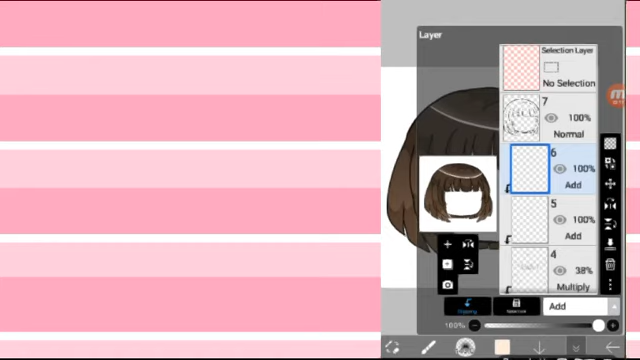 Layer
Selection Layer
No Selection
7
100%
Normal
6
100%
Add
5
100%
Add
4
38%
Multiply
Add
100%